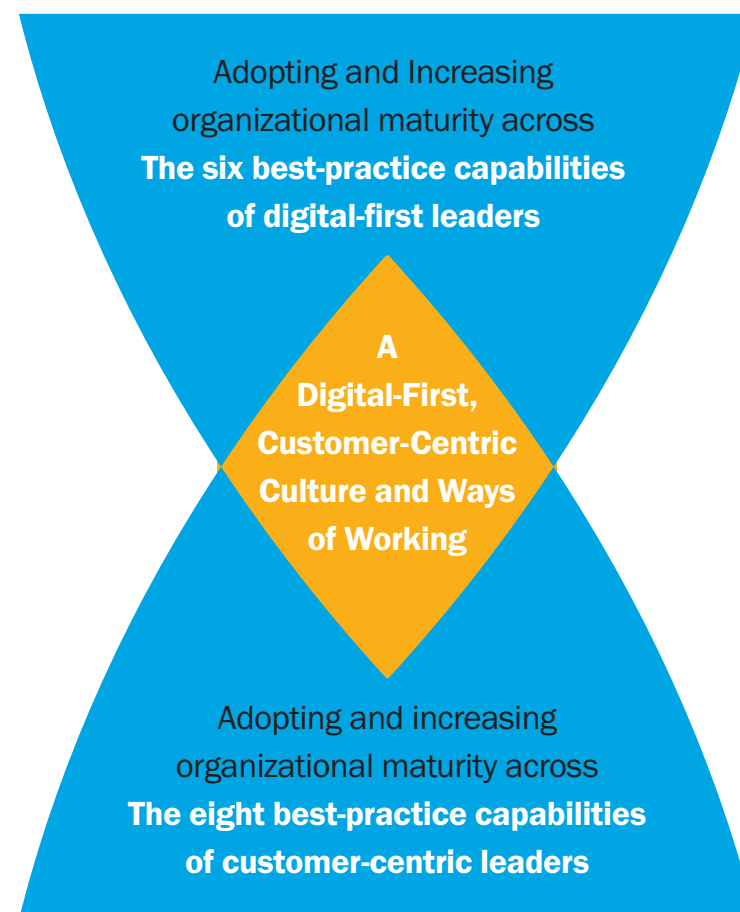 Adopting and Increasing
organizational maturity across
The six best-practice capabilities
of digital-first leaders
A
Digital-First,
Customer-Centric
Culture and Ways
of Working
Adopting and increasing
organizational maturity across
The eight best-practice capabilities
of customer-centric leaders